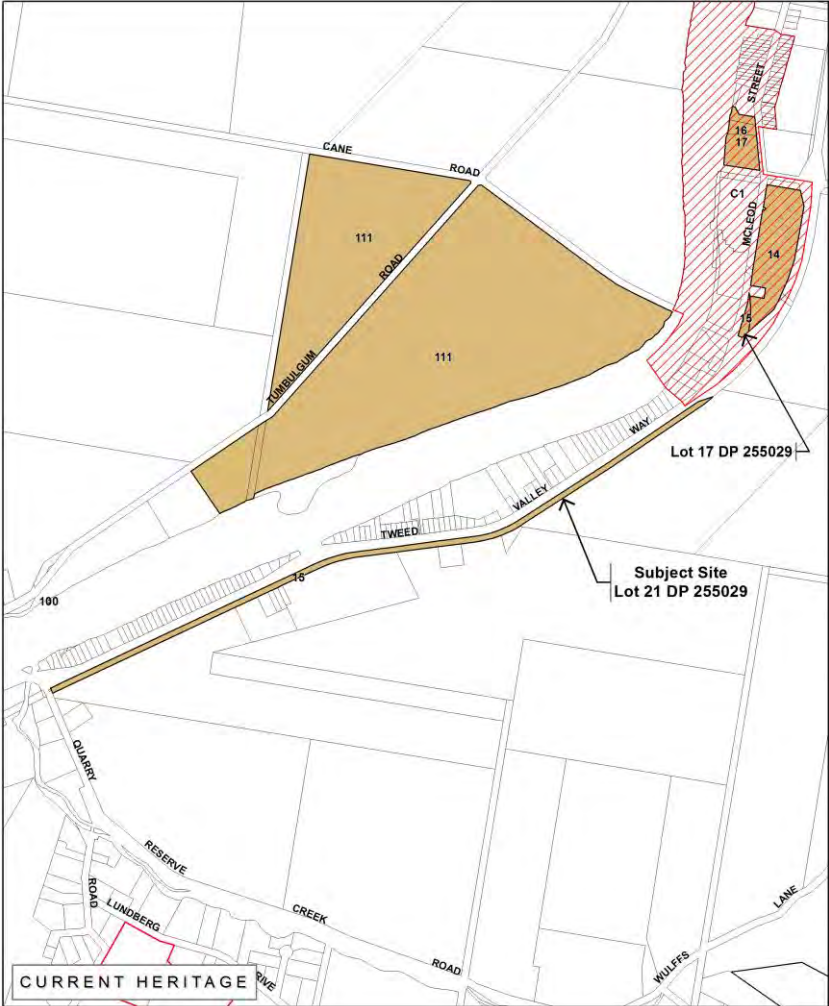 STREET
16
17
CANE
ROAD
C1
MCLEOD
111
ROAD
14
15
111
TUMBULGUM
WAY
Lot 17 DP 255029
VALLEY
TWEED
Subject Site
Lot 21 DP 255029
15
100
QUARRY
RESERVE
ROAD
LUNDBERG
CREEK
LANE
ROAD
WULFFS
RIVE
CURRENT HERITAGE